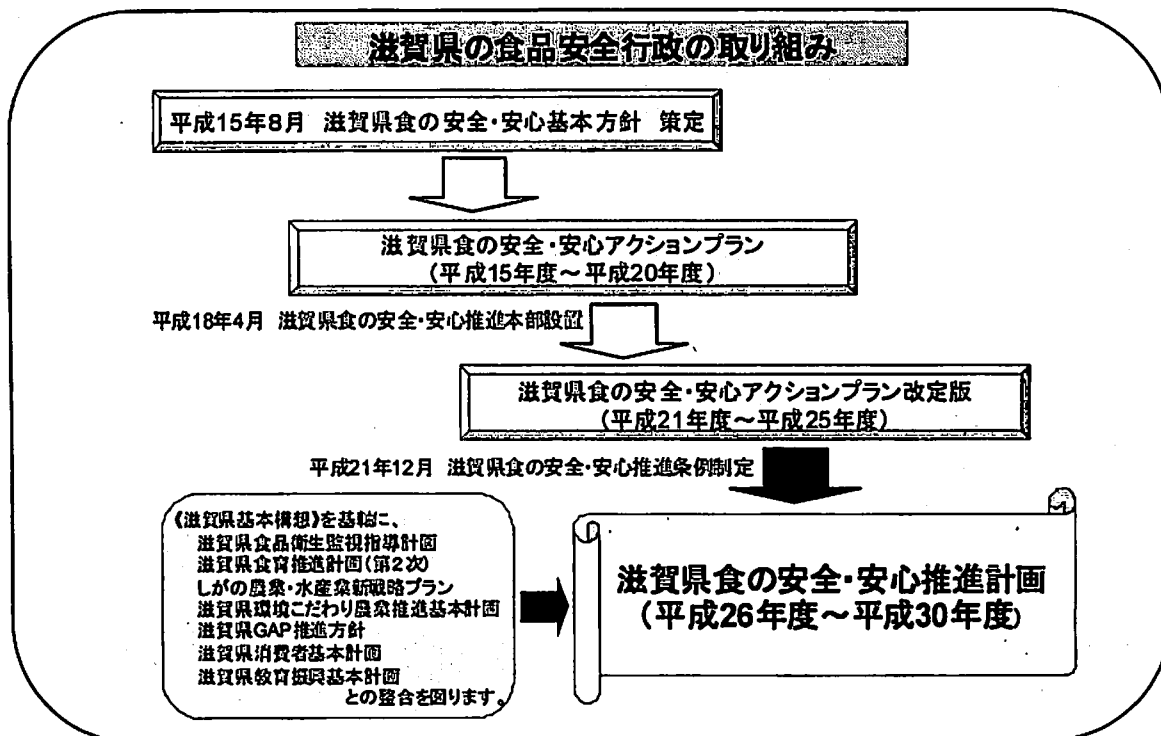 滋賀県の食品安全行政の取り組み
平成15年8月 滋賀県食の安全・安心基本方針 策定
滋賀県食の安全・安心アクションプラン
（平成15年度～平成20年度）
平成18年4月 滋賀県食の安全・安心推進本部設置
滋賀県食の安全・安心アクションプラン改定版
（平成21年度～平成25年度）
平成21年12月 滋賀県食の安全・安心推進条例制定
《滋賀県基本構想》を基軸に、
滋賀県食品衛生監視指導計画
滋賀県食育推進計画（第2次）
しがの農業・水産業新戦略プラン
滋賀県環境こだわり農業推進基本計画
滋賀県GAP推進方針
滋賀県消費者基本計画
滋賀県教育振興基本計画
との整合を図ります。
滋賀県食の安全・安心推進計画
（平成26年度～平成30年度）